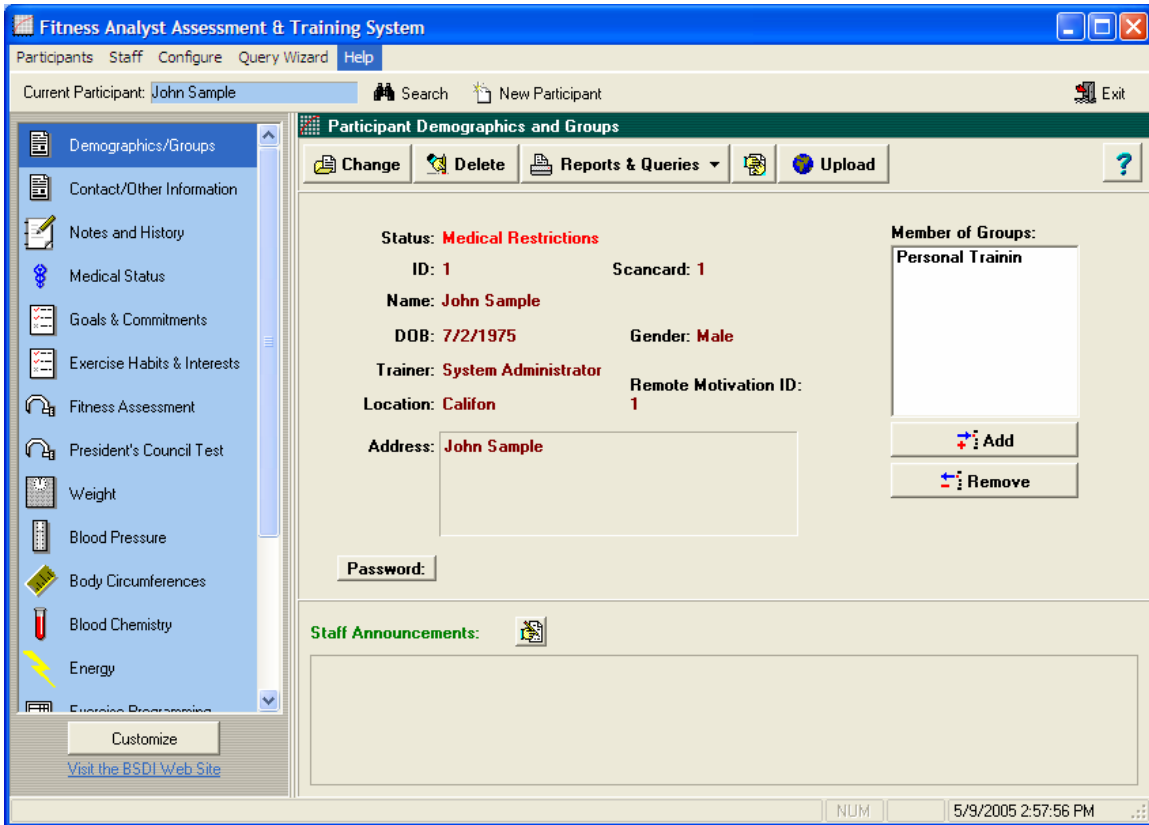 Fitness Analyst Assessment & Training System
Participants Staff Configure Query Wizard Help
Current Participant: John Sample Search New Participant Exit
Demographics/Groups
Contact/Other Information
Notes and History
Medical Status
Goals & Commitments
Exercise Habits & Interests
Fitness Assessment
President's Council Test
Weight
Blood Pressure
Body Circumferences
Blood Chemistry
Energy
Exercise Programming
Customize
Visit the BSDI Web Site
Participant Demographics and Groups
Change Delete Reports & Queries Upload ?
Status: Medical Restrictions
ID: 1 Scancard: 1
Name: John Sample
DOB: 7/2/1975 Gender: Male
Trainer: System Administrator
Remote Motivation ID:
Location: Califon 1
Address: John Sample
Password:
Member of Groups:
Personal Trainin
Add
Remove
Staff Announcements:
NUM 5/9/2005 2:57:56 PM